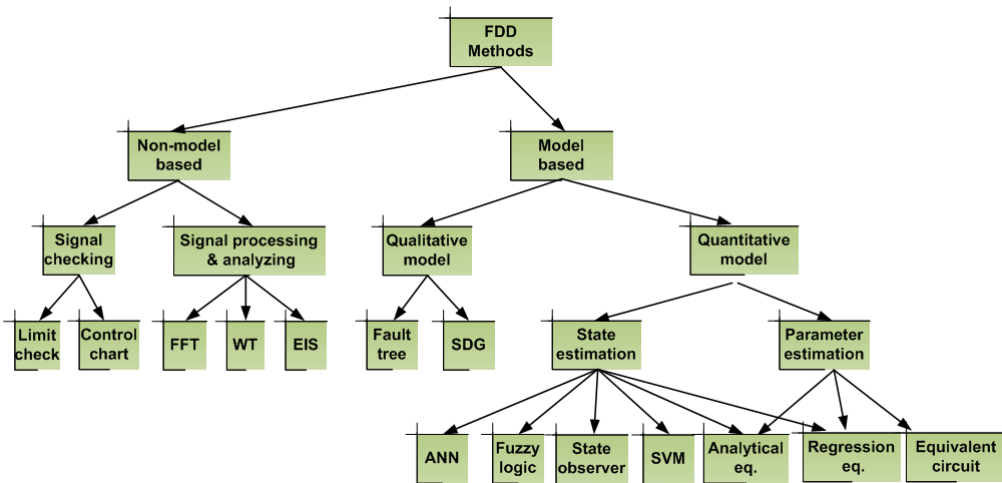 FDD
Methods
Non-model
based
Model
based
Signal
checking
Signal processing
& analyzing
Qualitative
model
Quantitative
model
Limit
check
Control
chart
FFT
WT
EIS
Fault
tree
SDG
State
estimation
Parameter
estimation
ANN
Fuzzy
logic
State
observer
SVM
Analytical
eq.
Regression
eq.
Equivalent
circuit